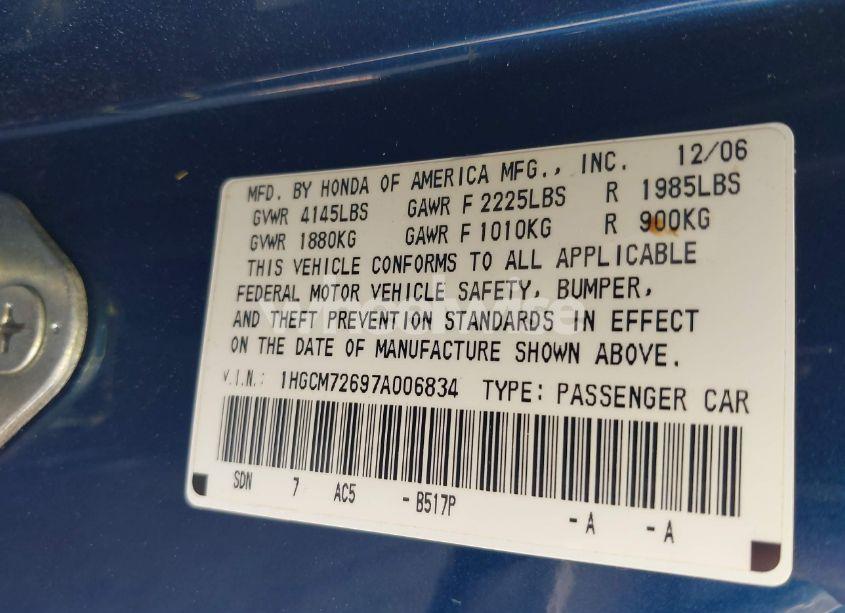 MFD. BY HONDA OF AMERICA MFG., INC. 12/06
GVWR 4145LBS GAWR F 2225LBS R 1985LBS
GVWR 1880KG GAWR F 1010KG R 900KG
THIS VEHICLE CONFORMS TO ALL APPLICABLE
FEDERAL MOTOR VEHICLE SAFETY, BUMPER,
AND THEFT PREVENTION STANDARDS IN EFFECT
ON THE DATE OF MANUFACTURE SHOWN ABOVE.
V.I.N.: 1HGCM72697A006834 TYPE: PASSENGER CAR
SDN 7 AC5 - B517P - A - A